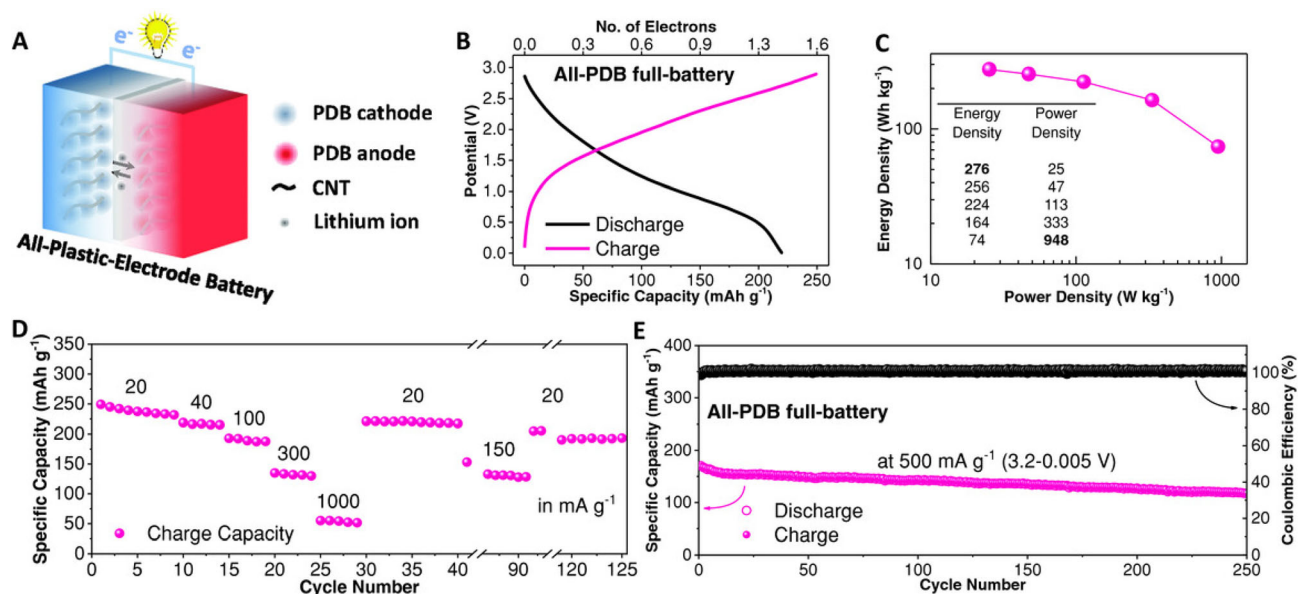 A
e⁻
e⁻
PDB cathode
PDB anode
CNT
Lithium ion
All-Plastic-Electrode Battery
B
No. of Electrons
0.0 0.3 0.6 0.9 1.2 1.6
All-PDB full-battery
Potential (V)
3.0
2.5
2.0
1.5
1.0
0.5
0.0
Discharge
Charge
0 50 100 150 200 250
Specific Capacity (mAh g⁻¹)
C
Energy Density (Wh kg⁻¹)
100
10
Energy Power
Density Density
276 25
256 47
224 113
164 333
74 948
10 100 1000
Power Density (W kg⁻¹)
D
Specific Capacity (mAh g⁻¹)
350
300
250
200
150
100
50
0
20
40
100
300
1000
20
150
20
in mA g⁻¹
Charge Capacity
0 5 10 15 20 25 30 35 40 90 120 125
Cycle Number
E
Specific Capacity (mAh g⁻¹)
400
350
300
250
200
150
100
50
0
All-PDB full-battery
at 500 mA g⁻¹ (3.2-0.005 V)
Discharge
Charge
100
80
60
40
20
0
Coulombic Efficiency (%)
0 50 100 150 200 250
Cycle Number